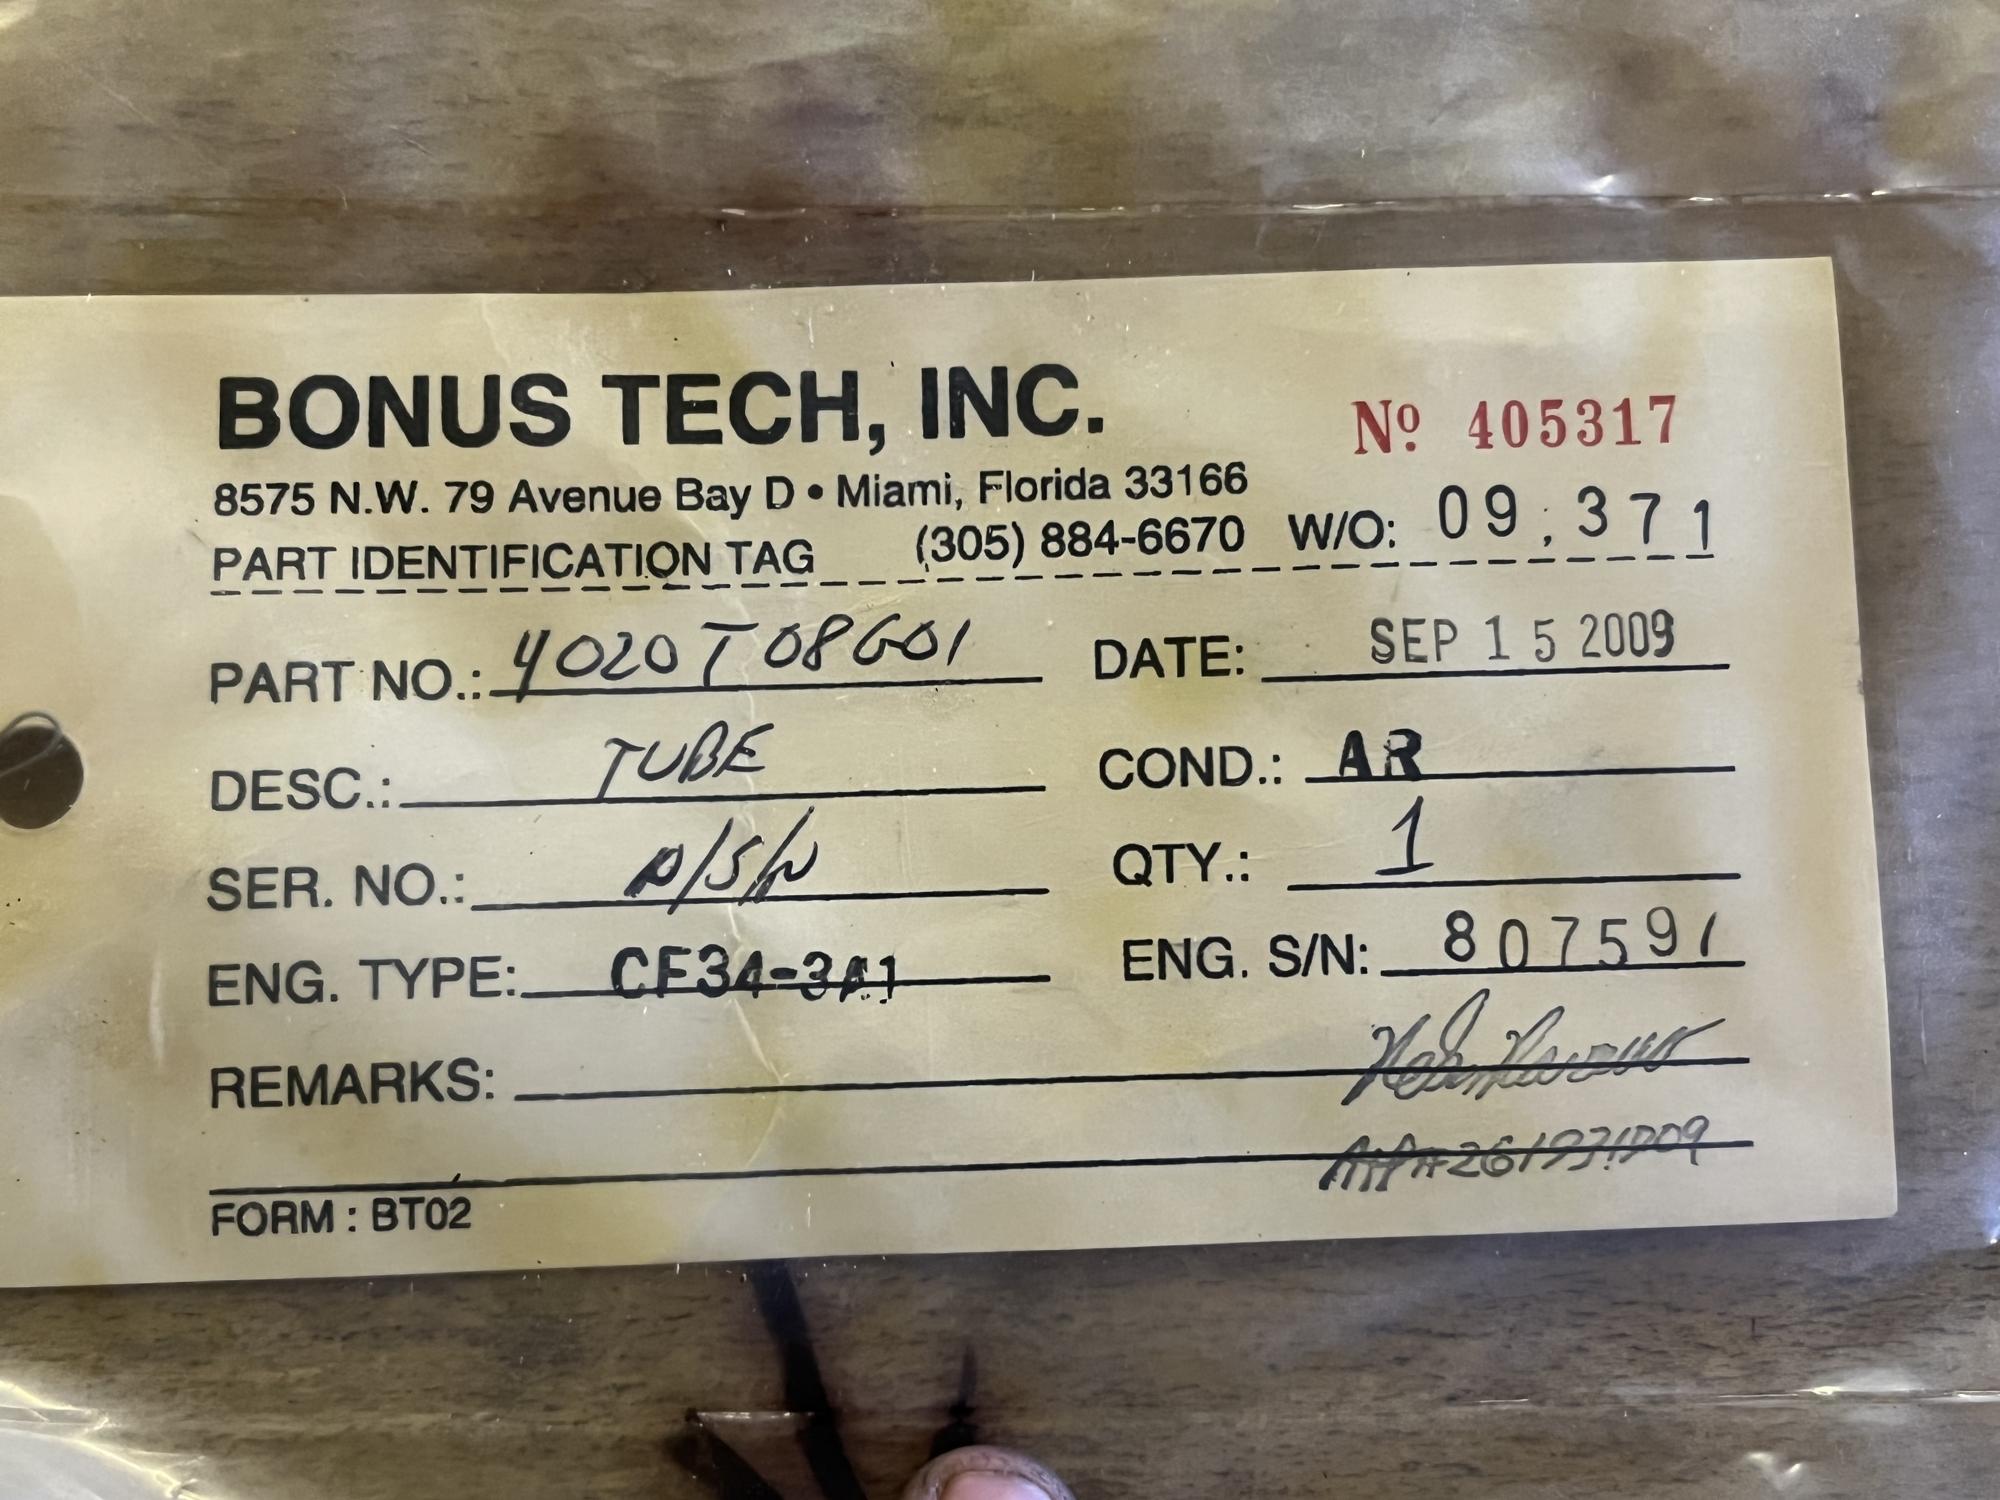 BONUS TECH, INC.
Nº 405317
8575 N.W. 79 Avenue Bay D • Miami, Florida 33166
PART IDENTIFICATION TAG (305) 884-6670 W/O: 09,371
PART NO.: 4020T08G01 DATE: SEP 15 2009
DESC.: TUBE COND.: AR
SER. NO.: N/S/N QTY.: 1
ENG. TYPE: CF34-3A1 ENG. S/N: 807591
REMARKS:
FORM : BT02